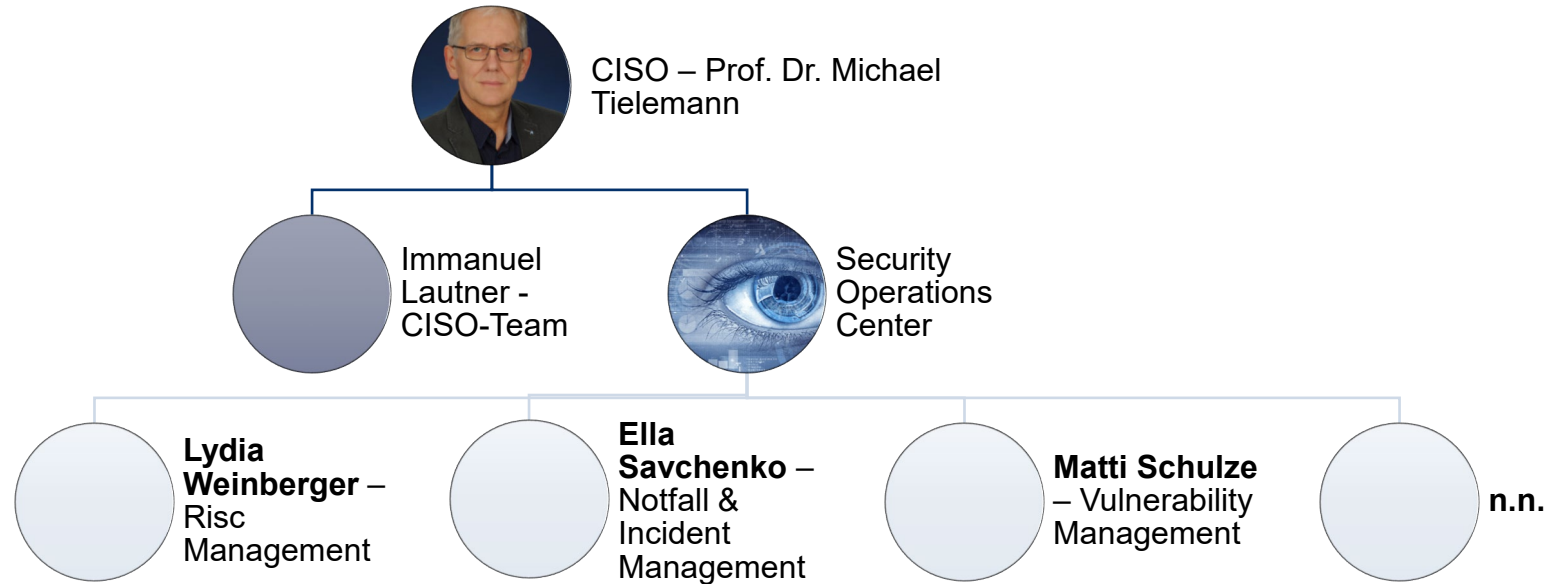 CISO – Prof. Dr. Michael
Tielemann
Immanuel
Lautner -
CISO-Team
Security
Operations
Center
Lydia
Weinberger –
Risc
Management
Ella
Savchenko –
Notfall &
Incident
Management
Matti Schulze
– Vulnerability
Management
n.n.